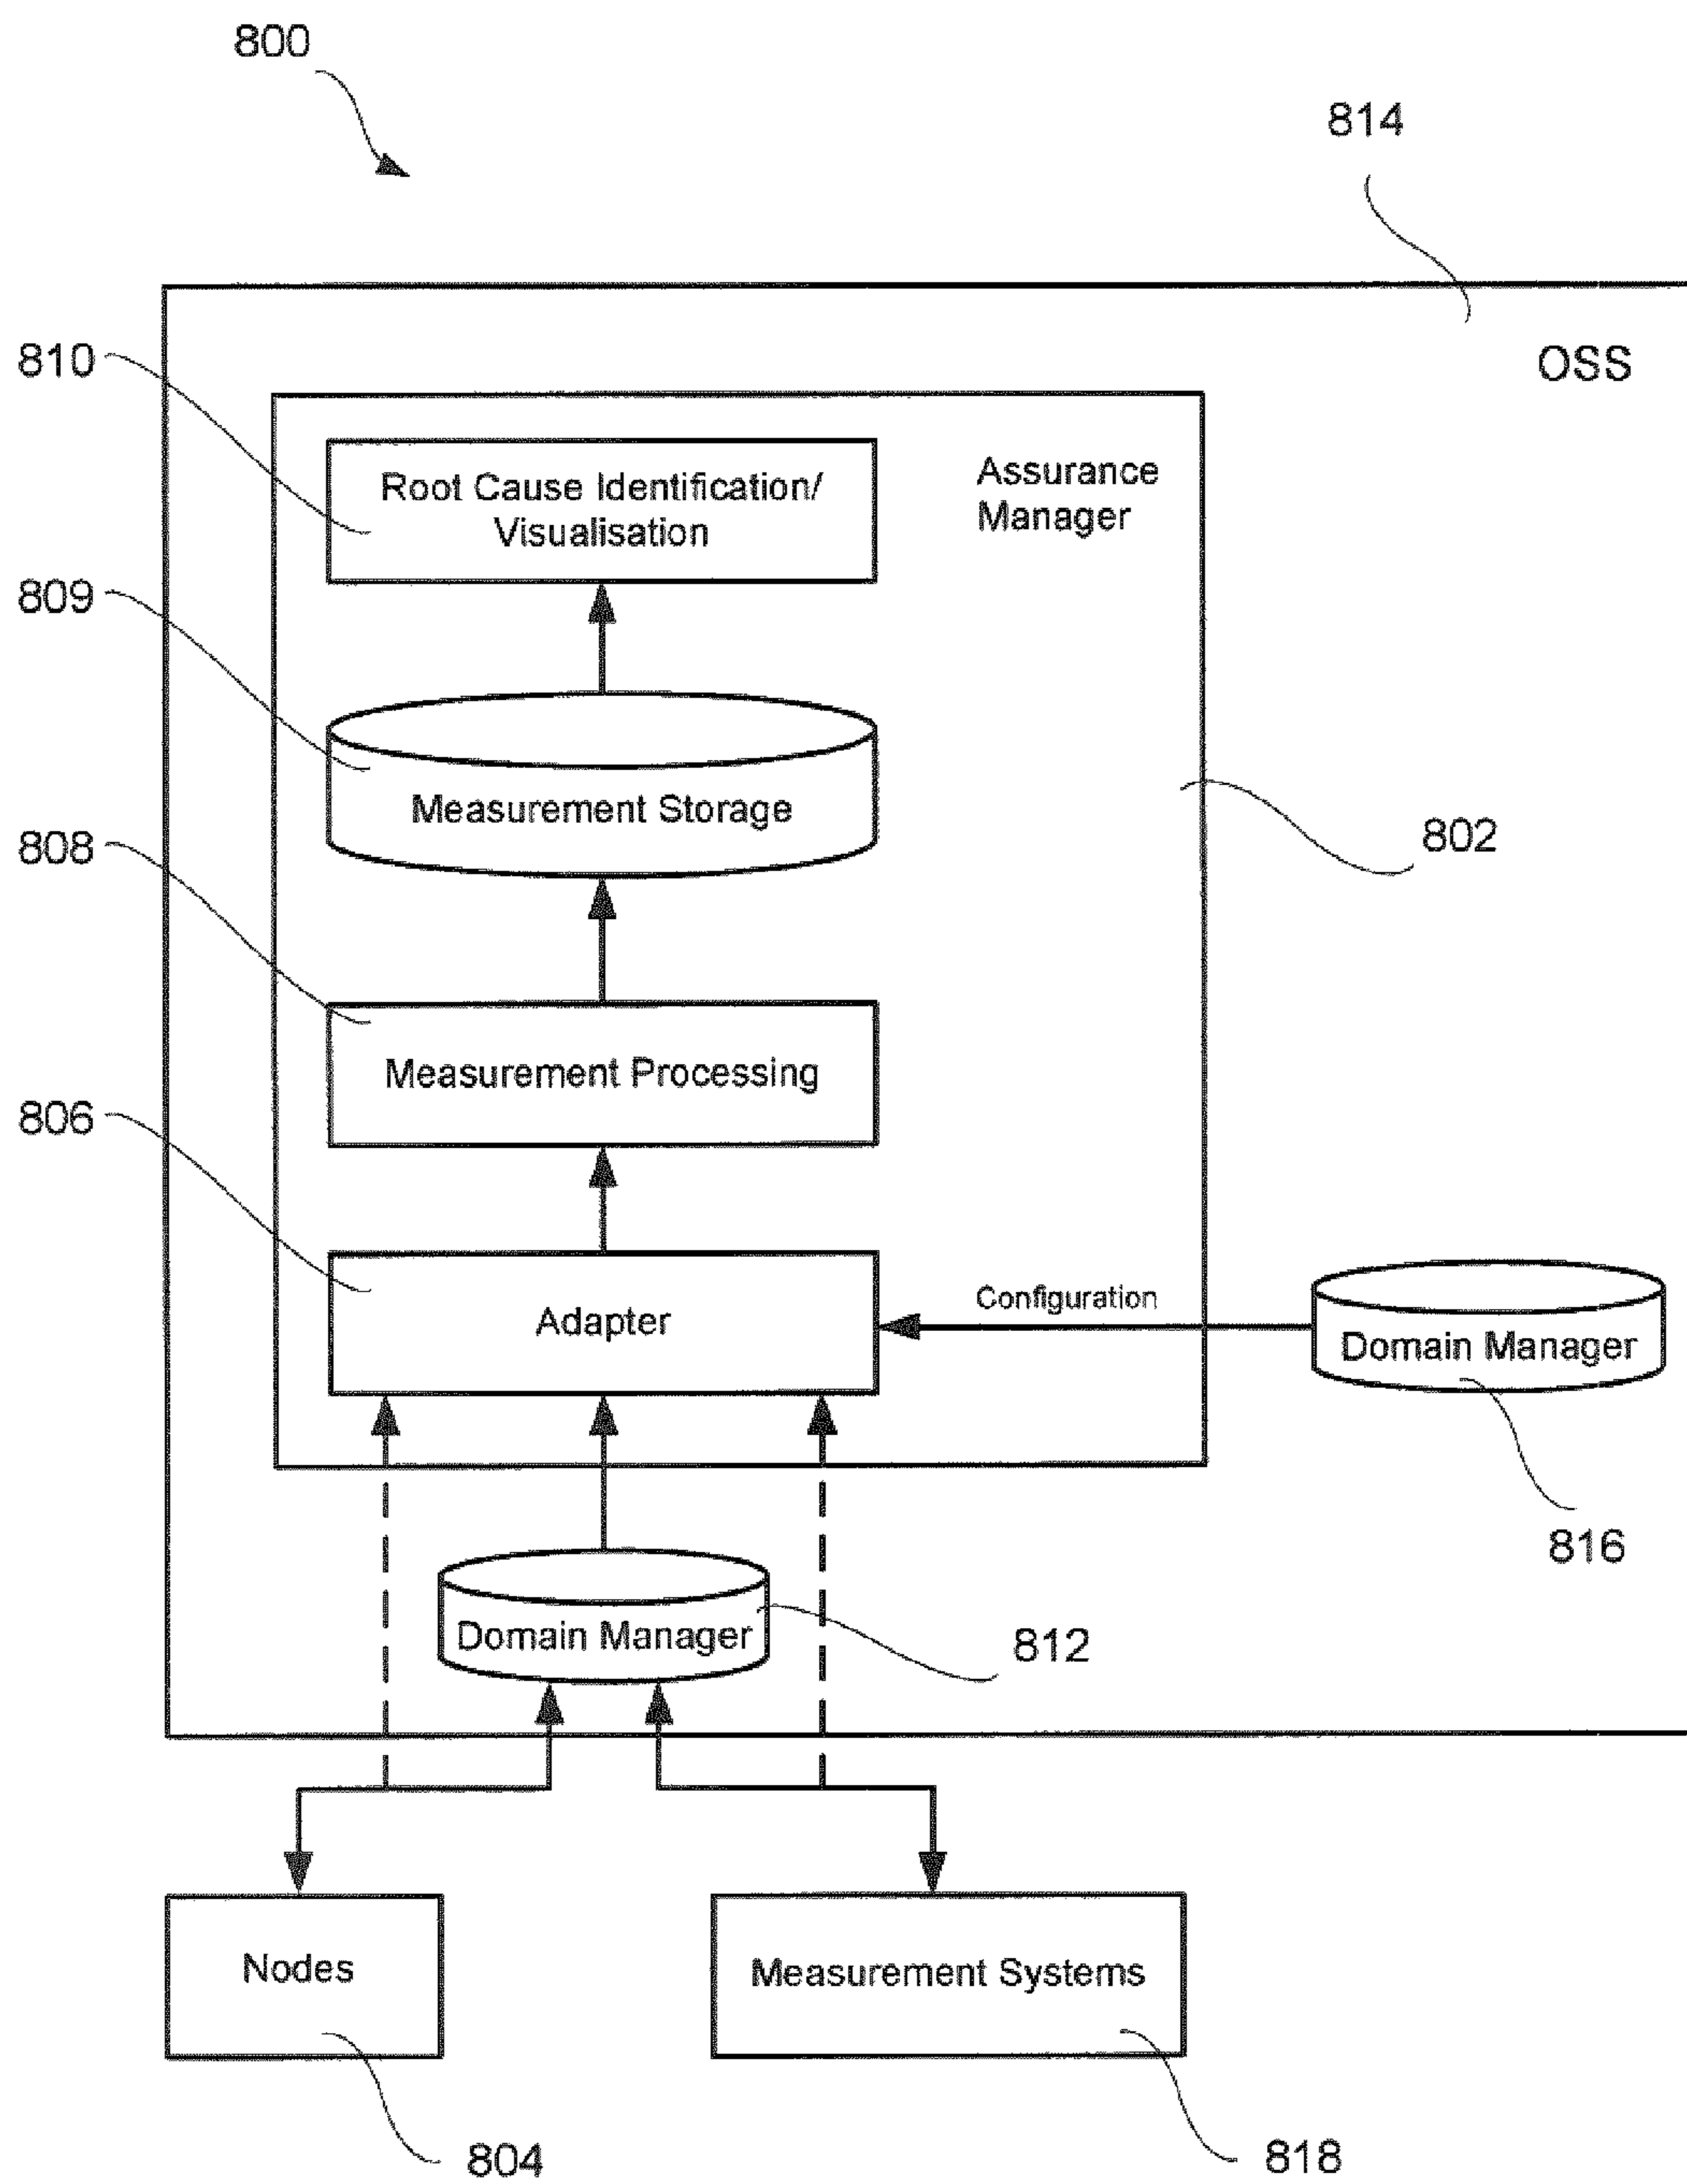 800
814
OSS
810
Root Cause Identification/
Visualisation
Assurance
Manager
809
Measurement Storage
808
802
Measurement Processing
806
Adapter
Configuration
Domain Manager
816
Domain Manager
812
Nodes
Measurement Systems
804
818